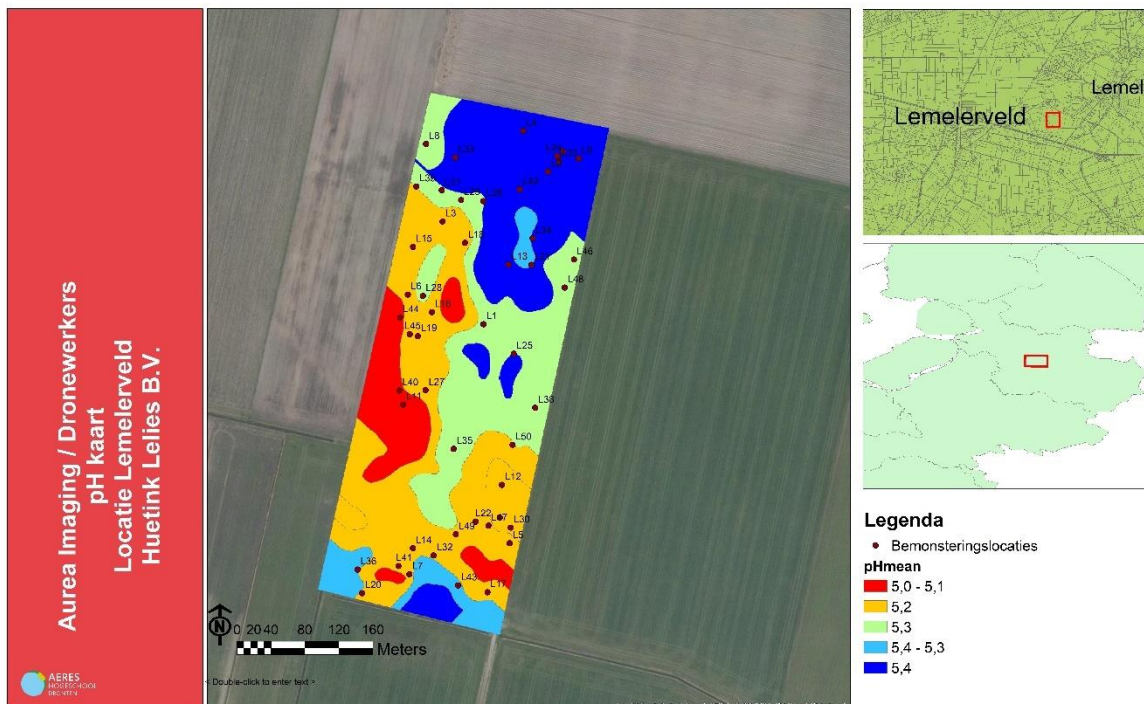 Aurea Imaging / Dronewerkers
pH kaart
Locatie Lemelerveld
Huetink Lelies B.V.
AERES
HOGESCHOOL
DRONTEN
L8
L3
L15
L18
L46
L48
L13
L6
L28
L16
L44
L45
L19
L1
L25
L40
L27
L11
L38
L35
L50
L12
L22
L30
L49
L5
L14
L32
L41
L7
L36
L20
L43
L17
0 20 40 80 120 160
Meters
< Double-click to enter text >
Lemelerveld
Lemel
Legenda
Bemonsteringslocaties
pHmean
5,0 - 5,1
5,2
5,3
5,4 - 5,3
5,4